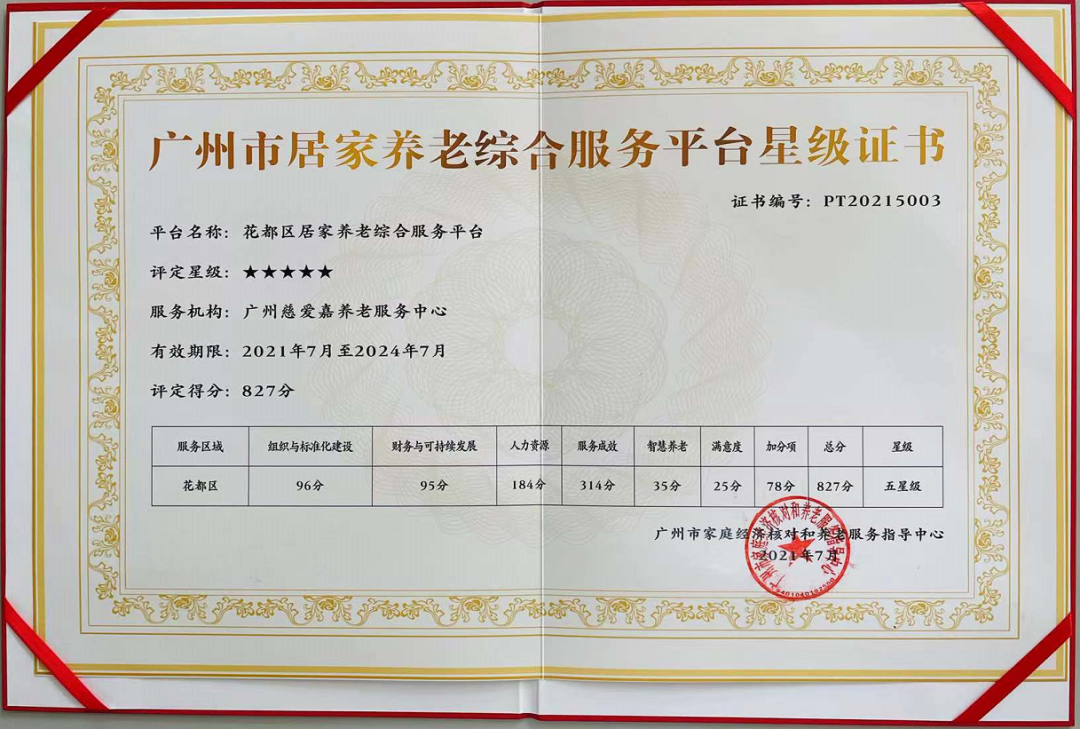 广州市居家养老综合服务平台星级证书
证书编号：PT20215003
平台名称：花都区居家养老综合服务平台
评定星级：★★★★★
服务机构：广州慈爱嘉养老服务中心
有效期限：2021年7月至2024年7月
评定得分：827分
服务区域 组织与标准化建设 财务与可持续发展 人力资源 服务成效 智慧养老 满意度 加分项 总分 星级
花都区 96分 95分 184分 314分 35分 25分 78分 827分 五星级
广州市家庭经济核对和养老服务指导中心
2021年7月